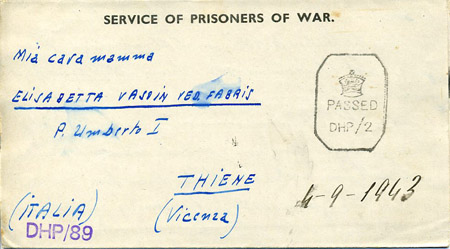 SERVICE OF PRISONERS OF WAR.
Mia cara mamma
ELISABETTA VASOIN VED. FABRIS
P. Umberto I
PASSED
DHP/2
THIENE
4-9-1943
(iTALiA)
(Vicenza)
DHP/89